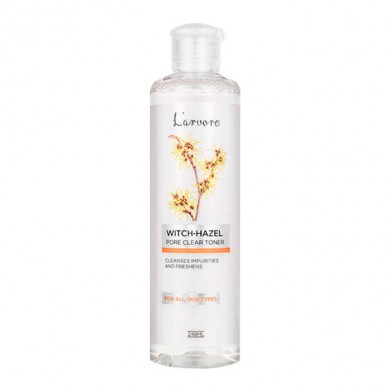 L'arvore
WITCH-HAZEL
PORE CLEAR TONER
CLEANSES IMPURITIES
AND FRESHENS
FOR ALL SKIN TYPES